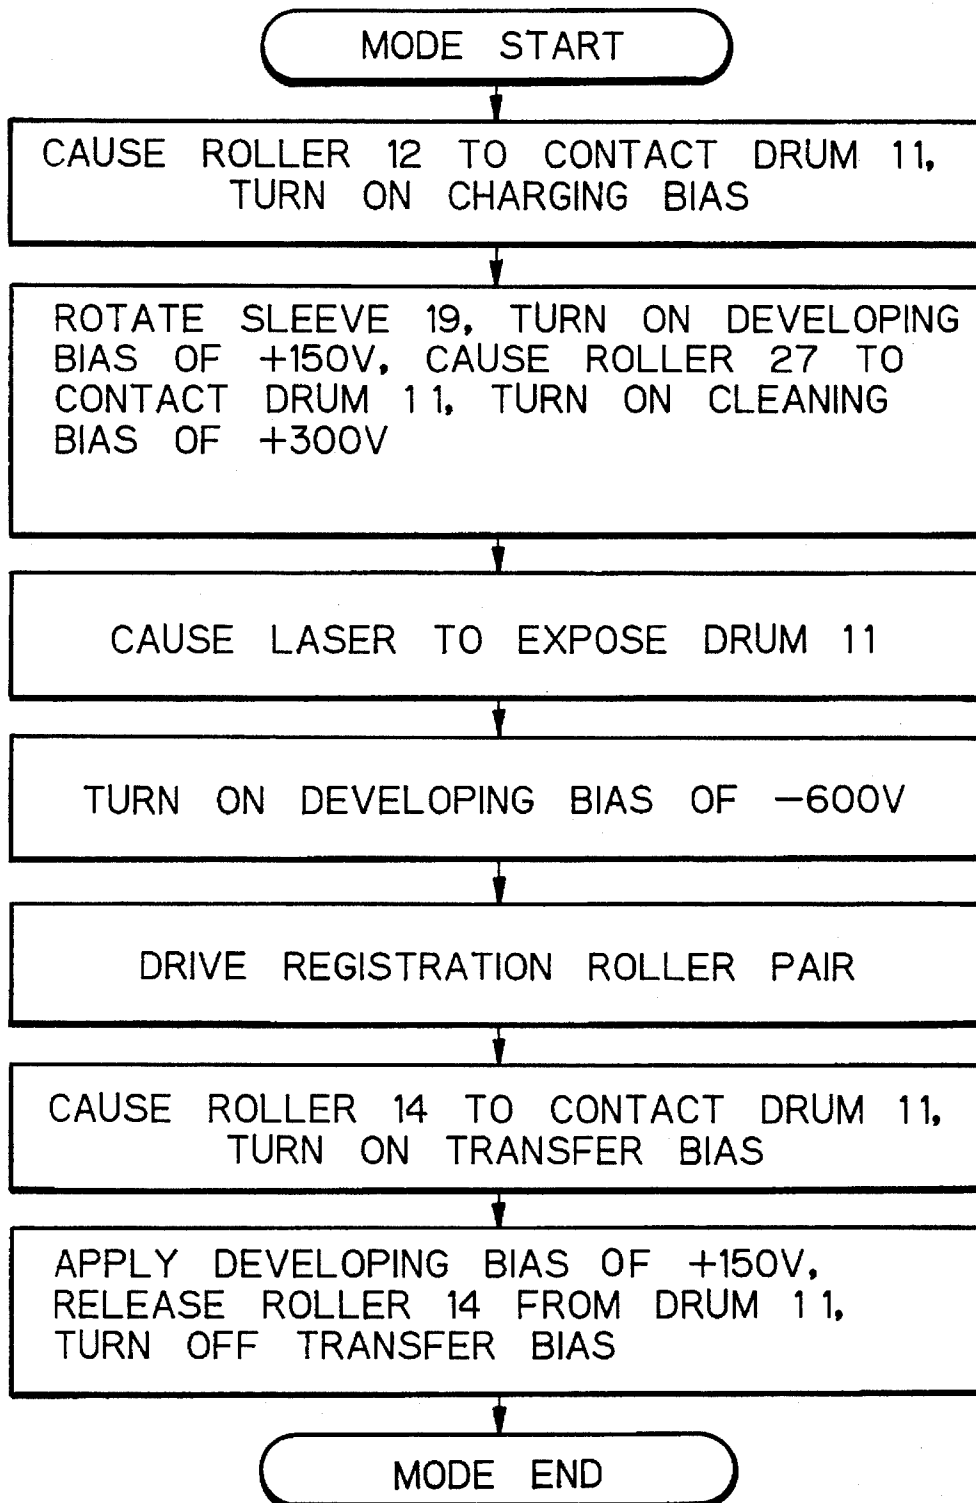 MODE START
CAUSE ROLLER 12 TO CONTACT DRUM 11,
TURN ON CHARGING BIAS
ROTATE SLEEVE 19, TURN ON DEVELOPING
BIAS OF +150V, CAUSE ROLLER 27 TO
CONTACT DRUM 11, TURN ON CLEANING
BIAS OF +300V
CAUSE LASER TO EXPOSE DRUM 11
TURN ON DEVELOPING BIAS OF -600V
DRIVE REGISTRATION ROLLER PAIR
CAUSE ROLLER 14 TO CONTACT DRUM 11,
TURN ON TRANSFER BIAS
APPLY DEVELOPING BIAS OF +150V,
RELEASE ROLLER 14 FROM DRUM 11,
TURN OFF TRANSFER BIAS
MODE END